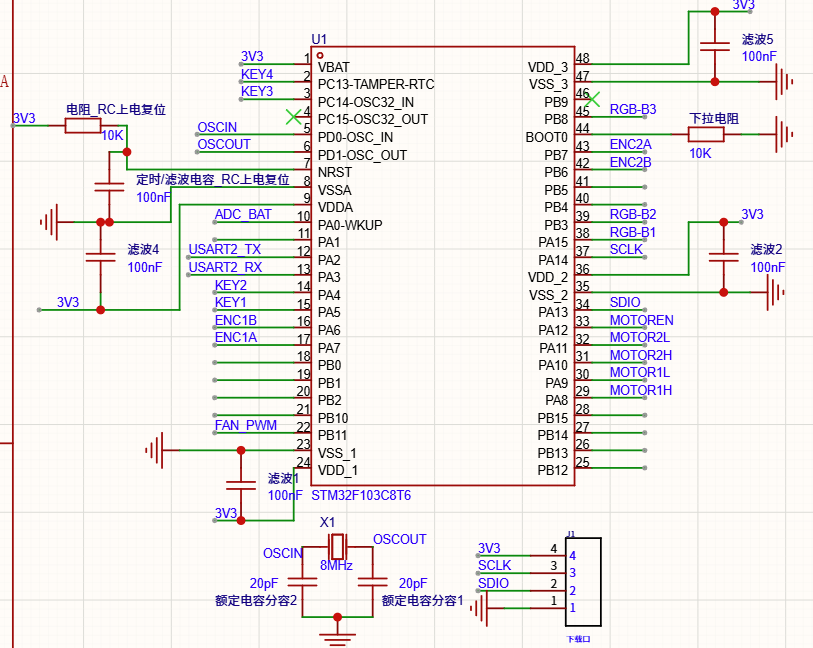 A
U1
3V3
1
VBAT
KEY4
2
PC13-TAMPER-RTC
KEY3
3
PC14-OSC32_IN
4
PC15-OSC32_OUT
OSCIN
5
PD0-OSC_IN
OSCOUT
6
PD1-OSC_OUT
7
NRST
8
VSSA
9
VDDA
ADC_BAT
10
PA0-WKUP
11
PA1
USART2_TX
12
PA2
USART2_RX
13
PA3
KEY2
14
PA4
KEY1
15
PA5
ENC1B
16
PA6
ENC1A
17
PA7
18
PB0
19
PB1
20
PB2
21
PB10
FAN_PWM
22
PB11
23
VSS_1
24
VDD_1
STM32F103C8T6
VDD_3
48
VSS_3
47
PB9
46
PB8
45
RGB-B3
BOOT0
44
PB7
43
ENC2A
PB6
42
ENC2B
PB5
41
PB4
40
PB3
39
RGB-B2
PA15
38
RGB-B1
PA14
37
SCLK
VDD_2
36
VSS_2
35
PA13
34
SDIO
PA12
33
MOTOREN
PA11
32
MOTOR2L
PA10
31
MOTOR2H
PA9
30
MOTOR1L
PA8
29
MOTOR1H
PB15
28
PB14
27
PB13
26
PB12
25
3V3
电阻_RC上电复位
10K
定时/滤波电容_RC上电复位
100nF
滤波4
100nF
3V3
滤波1
100nF
3V3
3V3
滤波5
100nF
下拉电阻
10K
3V3
滤波2
100nF
X1
OSCIN
OSCOUT
8MHz
20pF
20pF
额定电容分容2
额定电容分容1
J1
3V3
4
4
SCLK
3
3
SDIO
2
2
1
1
下载口